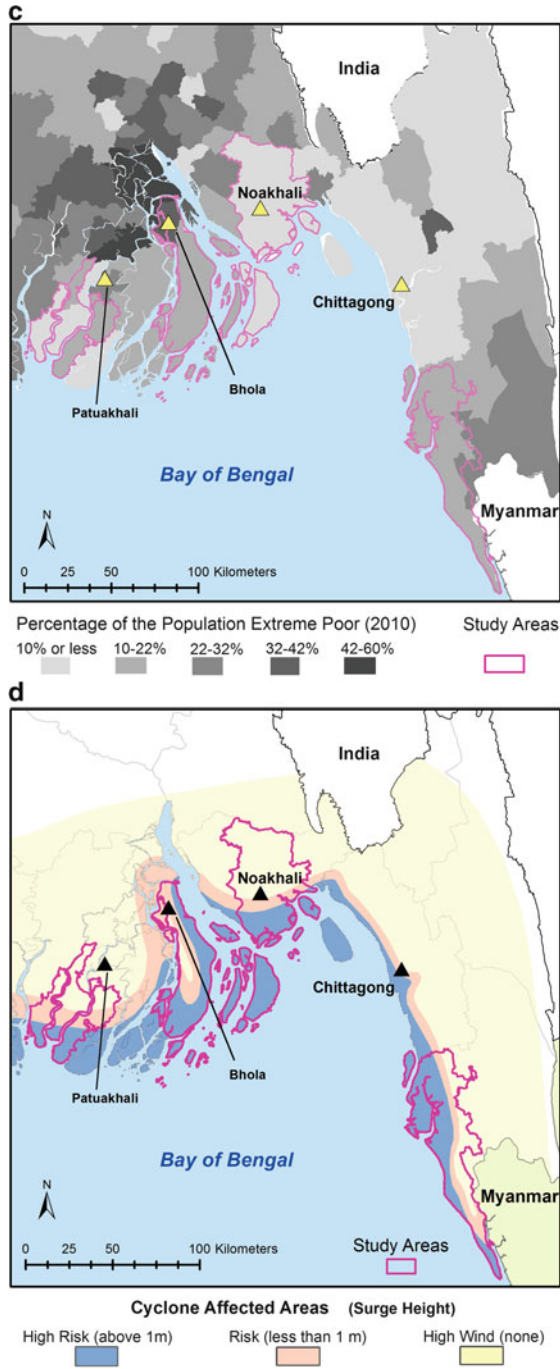 c
India
Noakhali
Chittagong
Bhola
Patuakhali
Bay of Bengal
Myanmar
N
0 25 50 100 Kilometers
Percentage of the Population Extreme Poor (2010) Study Areas
10% or less 10-22% 22-32% 32-42% 42-60%
d
India
Noakhali
Chittagong
Bhola
Patuakhali
Bay of Bengal
Myanmar
N
0 25 50 100 Kilometers
Study Areas
Cyclone Affected Areas (Surge Height)
High Risk (above 1m) Risk (less than 1 m) High Wind (none)